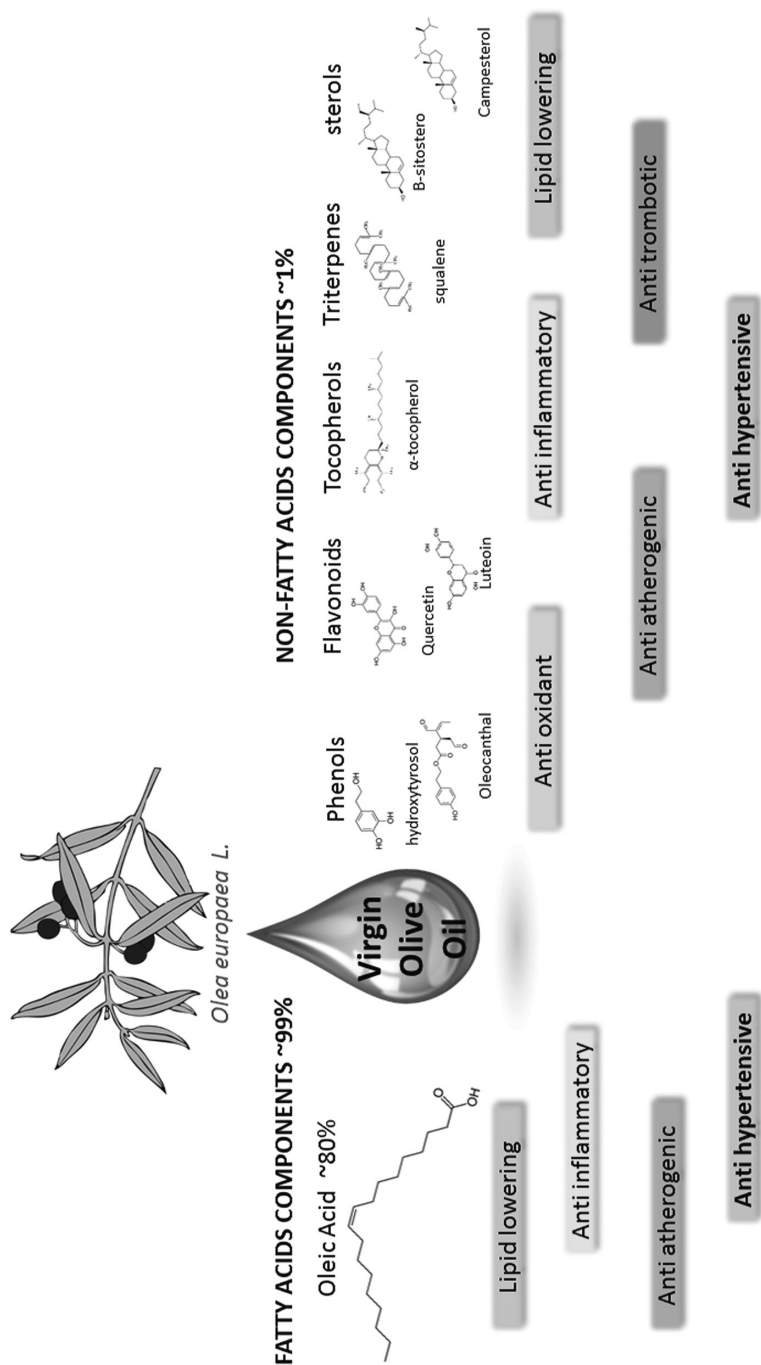 Olea europaea L.
FATTY ACIDS COMPONENTS ~99%
Oleic Acid ~80%
O
OH
Lipid lowering
Anti inflammatory
Anti atherogenic
Anti hypertensive
Virgin
Olive
Oil
NON-FATTY ACIDS COMPONENTS ~1%
Phenols
hydroxytyrosol
Oleocanthal
Flavonoids
Quercetin
Luteoin
Tocopherols
α-tocopherol
Triterpenes
squalene
sterols
B-sitostero
Campesterol
Anti oxidant
Anti inflammatory
Lipid lowering
Anti atherogenic
Anti trombotic
Anti hypertensive